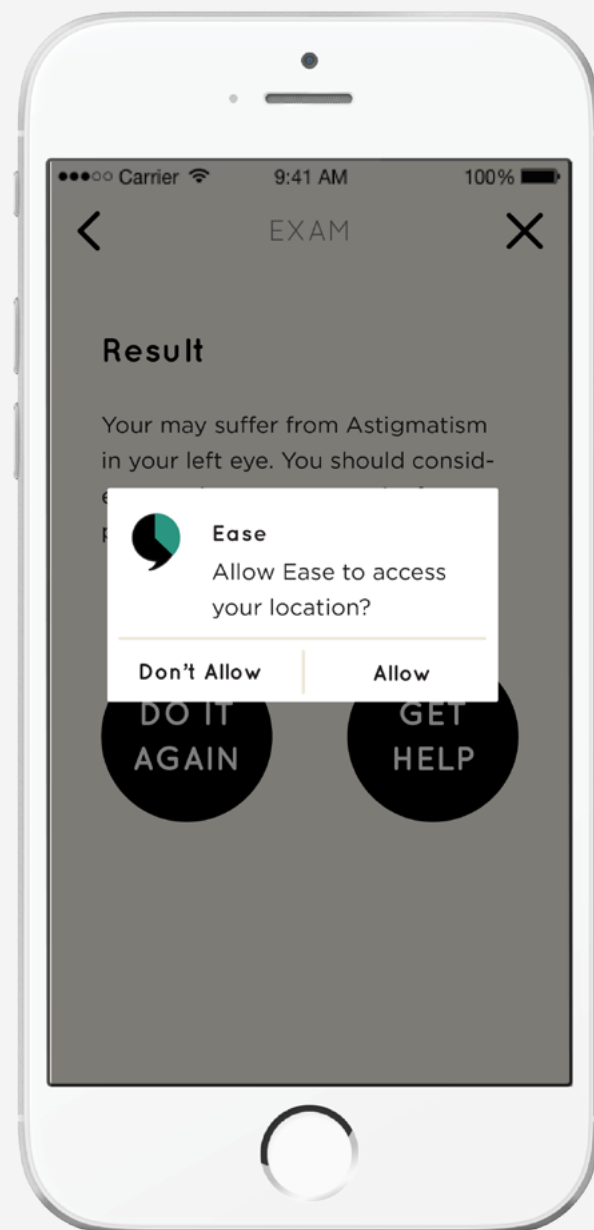 Carrier 9:41 AM 100%
EXAM
Result
Your may suffer from Astigmatism
in your left eye. You should consid-
Ease
Allow Ease to access
your location?
Don't Allow Allow
DO IT GET
AGAIN HELP